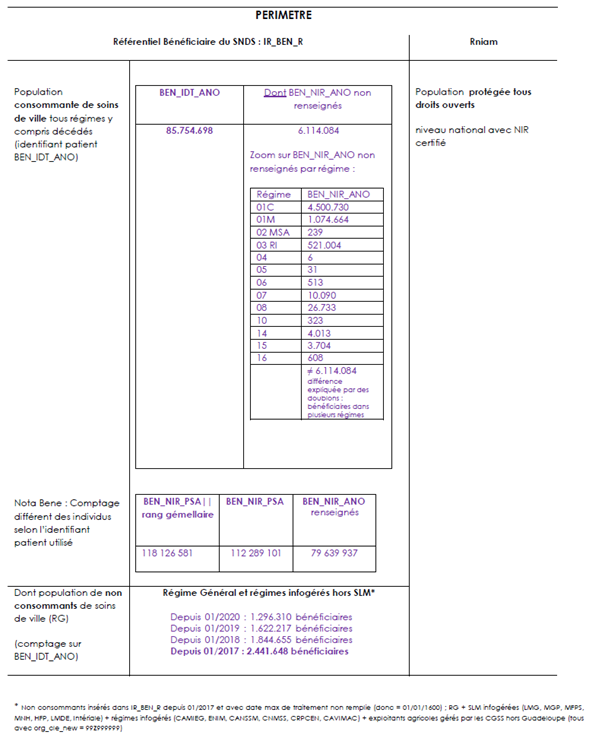 PERIMETRE
Référentiel Bénéficiaire du SNDS : IR_BEN_R
Rniam
Population
consommante de soins
de ville tous régimes y
compris décédés
(identifiant patient
BEN_IDT_ANO)
BEN_IDT_ANO
Dont BEN_NIR_ANO non
renseignés
85.754.698
6.114.084
Zoom sur BEN_NIR_ANO non
renseignés par régime :
Régime BEN_NIR_ANO
01C 4.500.730
01M 1.074.664
02 MSA 239
03 RI 521.004
04 6
05 31
06 513
07 10.090
08 26.733
10 323
14 4.013
15 3.704
16 608
≠ 6.114.084
différence
expliquée par des
doublons :
bénéficiaires dans
plusieurs régimes
Population protégée tous
droits ouverts
niveau national avec NIR
certifié
Nota Bene : Comptage
différent des individus
selon l'identifiant
patient utilisé
BEN_NIR_PSA||
rang gémellaire
BEN_NIR_PSA
BEN_NIR_ANO
renseignés
118 126 581 112 289 101 79 639 937
Dont population de non
consommants de soins
de ville (RG)
(comptage sur
BEN_IDT_ANO)
Régime Général et régimes infogérés hors SLM*
Depuis 01/2020 : 1.296.310 bénéficiaires
Depuis 01/2019 : 1.622.217 bénéficiaires
Depuis 01/2018 : 1.844.655 bénéficiaires
Depuis 01/2017 : 2.441.648 bénéficiaires
* Non consommants insérés dans IR_BEN_R depuis 01/2017 et avec date max de traitement non remplie (donc = 01/01/1600) ; RG + SLM infogérées (LMG, MGP, MFPS,
MNH, HFP, LMDE, Intériale) + régimes infogérés (CAMIEG, ENIM, CANSSM, CNMSS, CRPCEN, CAVIMAC) + exploitants agricoles gérés par les CGSS hors Guadeloupe (tous
avec org_cle_new = 99Z999999)